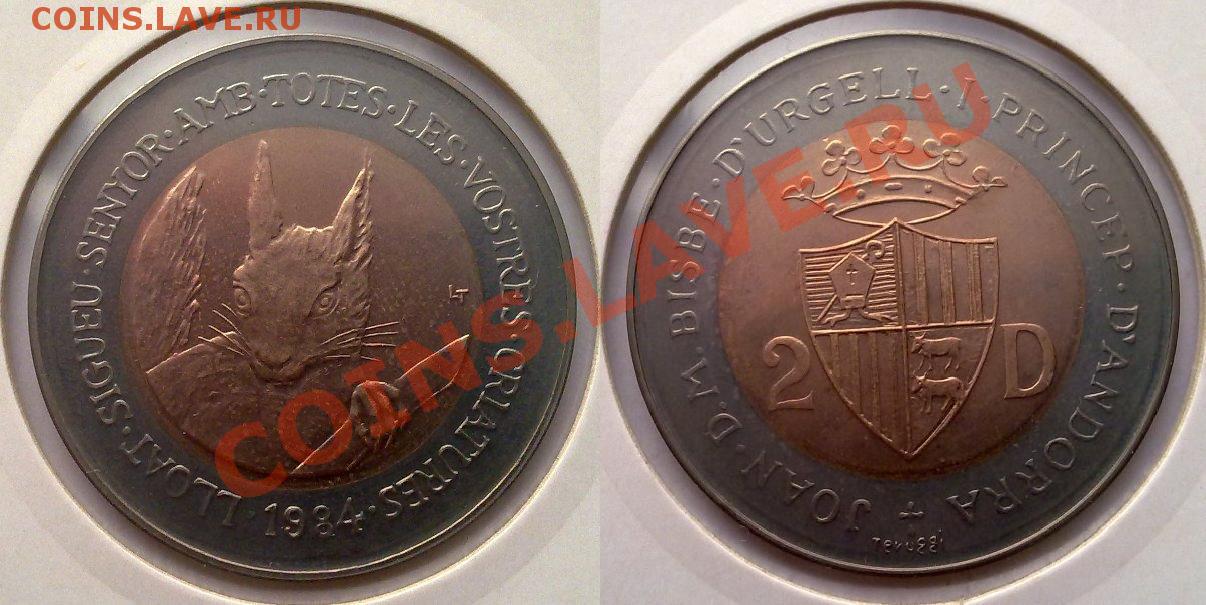 COINS.LAVE.RU
LLOAT·SIGUEU·SENYOR·AMB·TOTES·LES·VOSTRES·CRIATURES·
1984
LT
COINS.LAVE.RU
JOAN·D.M.BISBE·D'URGELL·I·PRINCEP·D'ANDORRA
2 D